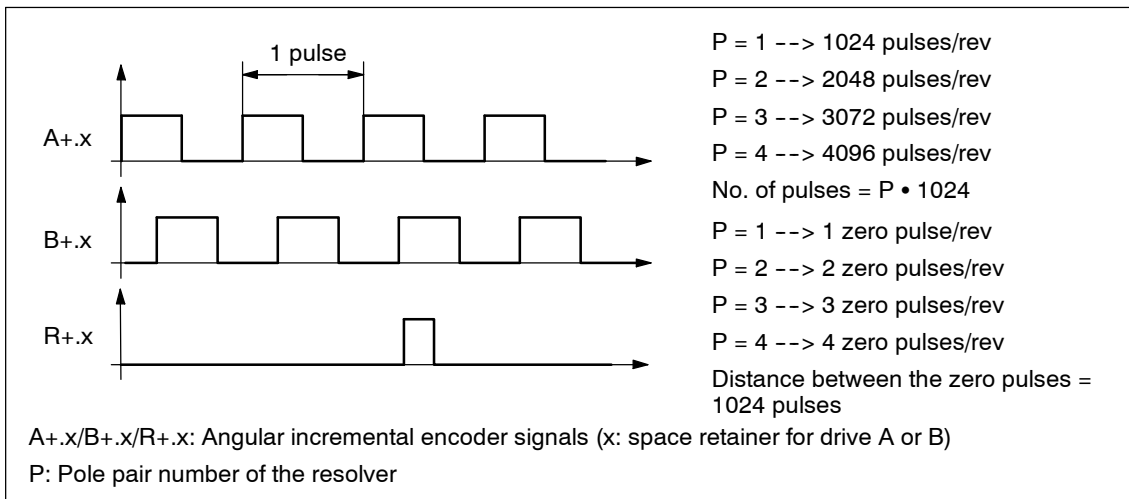 1 pulse
A+.x
B+.x
R+.x
P = 1 --> 1024 pulses/rev
P = 2 --> 2048 pulses/rev
P = 3 --> 3072 pulses/rev
P = 4 --> 4096 pulses/rev
No. of pulses = P • 1024
P = 1 --> 1 zero pulse/rev
P = 2 --> 2 zero pulses/rev
P = 3 --> 3 zero pulses/rev
P = 4 --> 4 zero pulses/rev
Distance between the zero pulses =
1024 pulses
A+.x/B+.x/R+.x: Angular incremental encoder signals (x: space retainer for drive A or B)
P: Pole pair number of the resolver